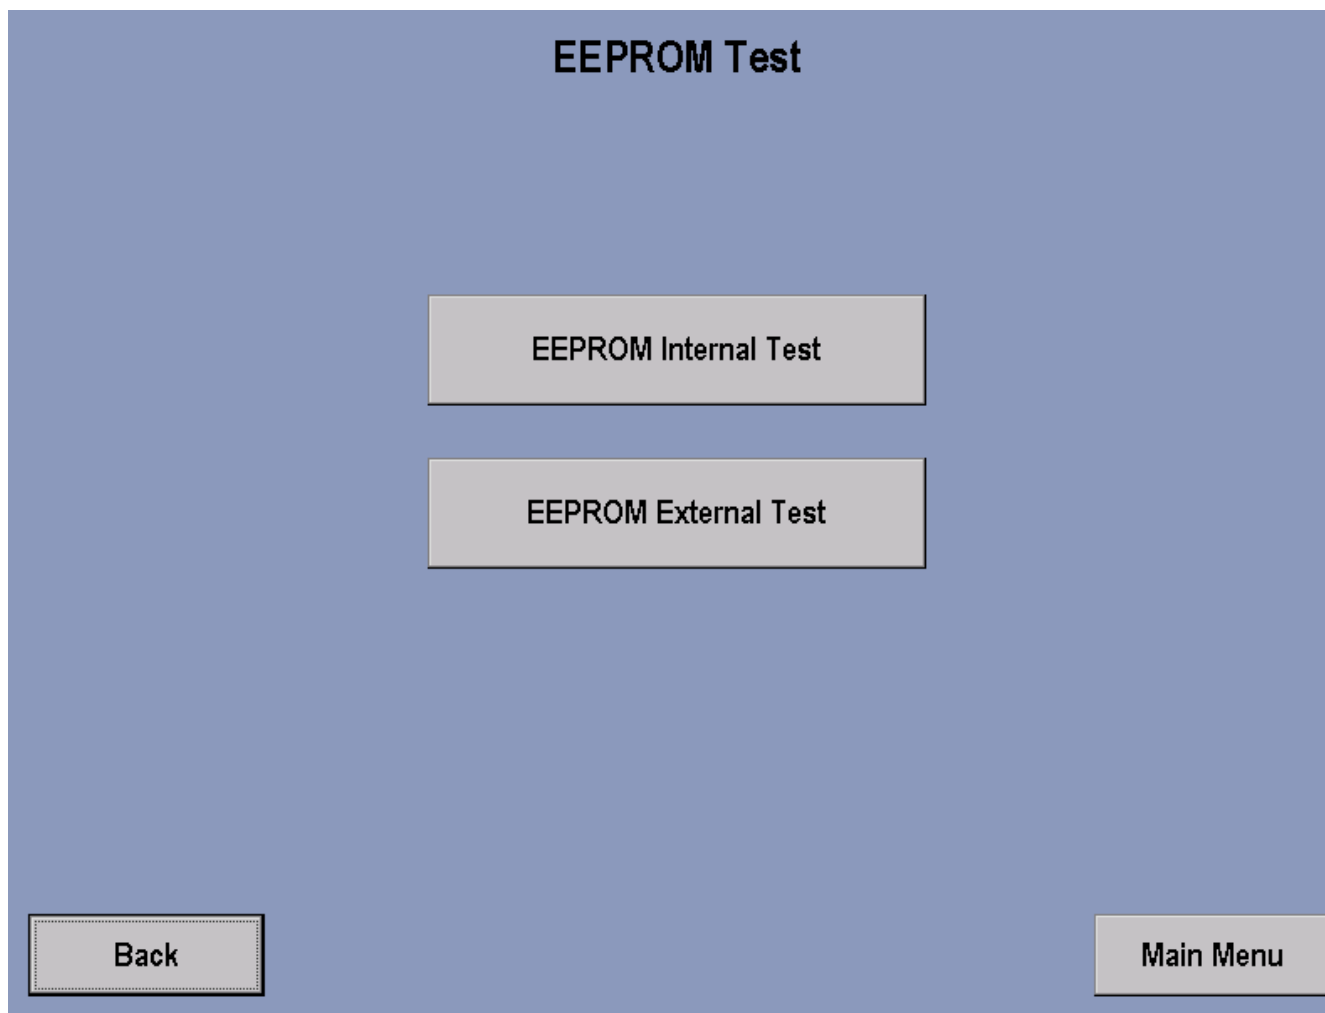 EEPROM Test
EEPROM Internal Test
EEPROM External Test
Back
Main Menu